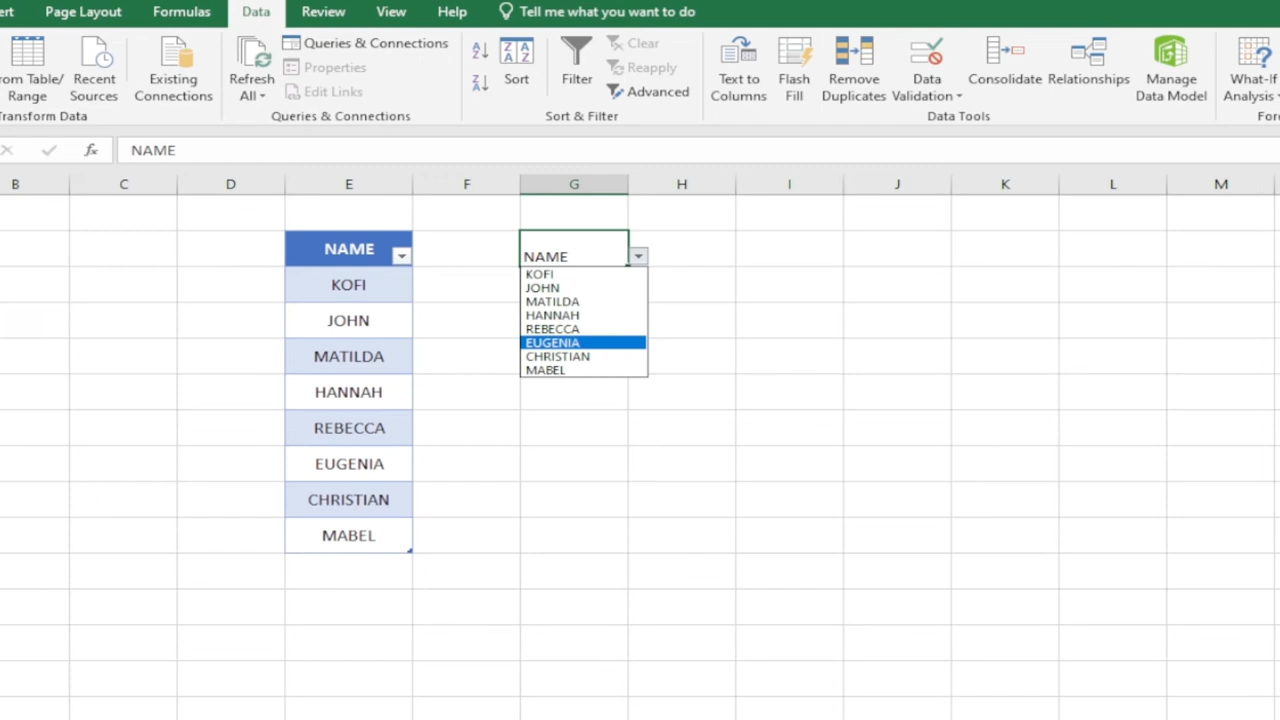 ert Page Layout Formulas Data Review View Help Tell me what you want to do
rom Table/ Range
Recent Sources
Existing Connections
Refresh All
Queries & Connections
Properties
Edit Links
Sort
Filter
Clear
Reapply
Advanced
Text to Columns
Flash Fill
Remove Duplicates
Data Validation
Consolidate
Relationships
Manage Data Model
What-If Analysis
ransform Data Queries & Connections Sort & Filter Data Tools For
fx NAME
B C D E F G H I J K L M
NAME
KOFI
JOHN
MATILDA
HANNAH
REBECCA
EUGENIA
CHRISTIAN
MABEL
NAME
KOFI
JOHN
MATILDA
HANNAH
REBECCA
EUGENIA
CHRISTIAN
MABEL